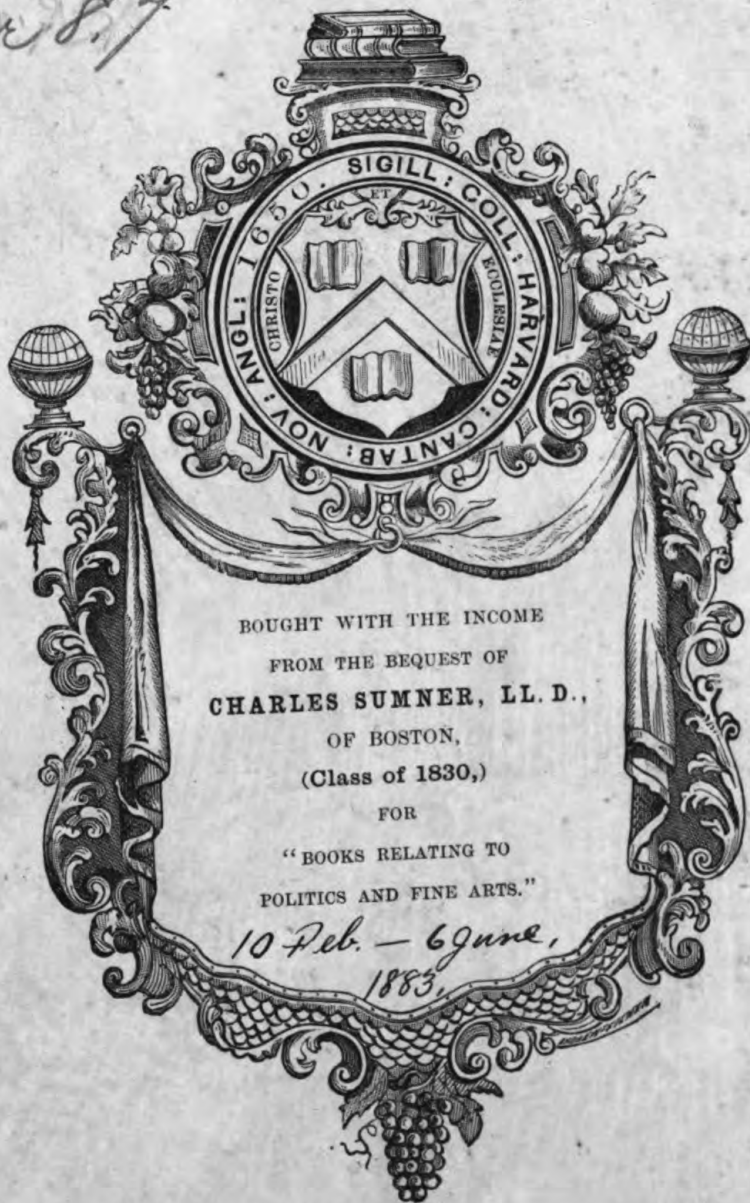 8.7
1650. SIGILL: COLL: HARVARD: CANTAB: NOV: ANGL:
ET
CHRISTO
ECCLESIAE
BOUGHT WITH THE INCOME
FROM THE BEQUEST OF
CHARLES SUMNER, LL. D.,
OF BOSTON,
(Class of 1830,)
FOR
“BOOKS RELATING TO
POLITICS AND FINE ARTS.”
10 Feb. — 6 June,
1883.